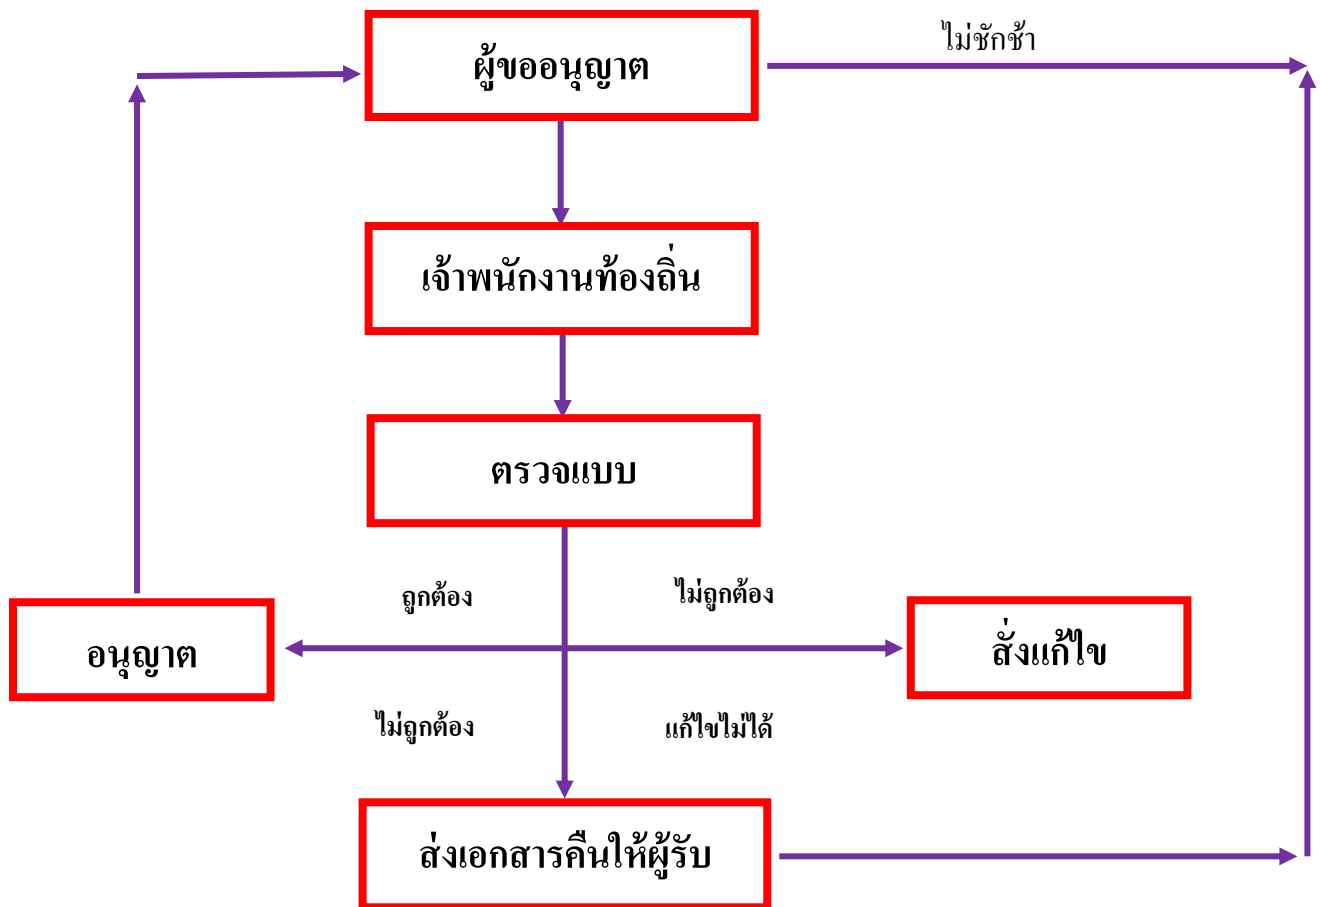 ผู้ขออนุญาต
ไม่ชักช้า
เจ้าพนักงานท้องถิ่น
ตรวจแบบ
ถูกต้อง
ไม่ถูกต้อง
อนุญาต
สั่งแก้ไข
ไม่ถูกต้อง
แก้ไขไม่ได้
ส่งเอกสารคืนให้ผู้รับ